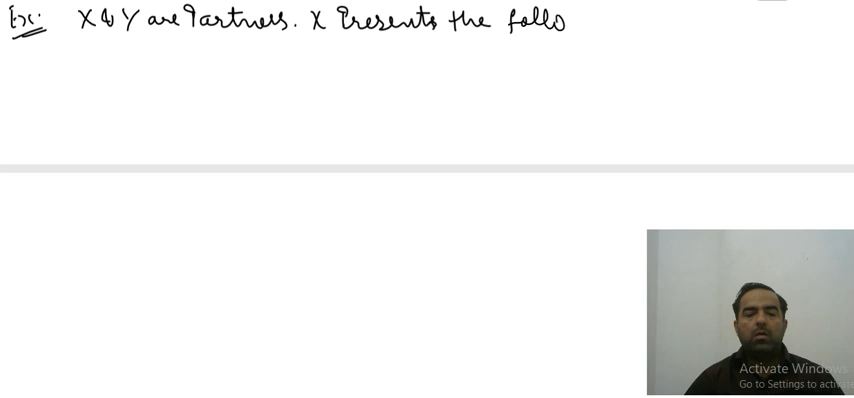 Ex: X & Y are Partners. X Presents the follo
Activate Windows
Go to Settings to activate